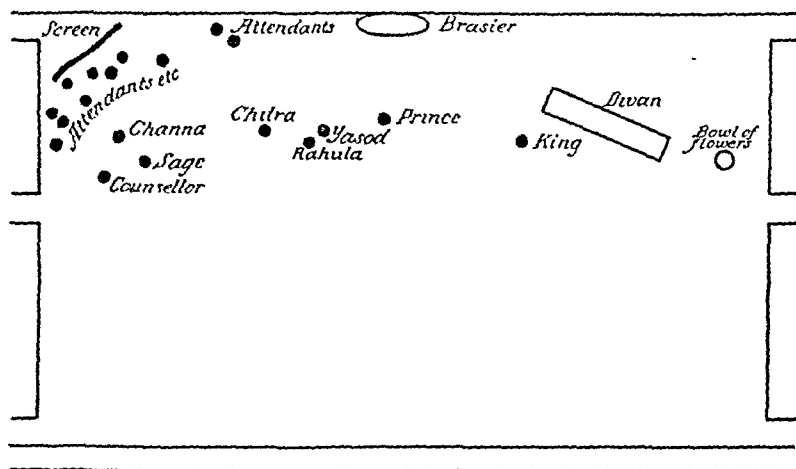 Screen
Attendants
Brasier
Attendants etc
Divan
Chitra
Prince
Channa
Yasod
King
Bowl of
flowers
Rahula
Sage
Counsellor